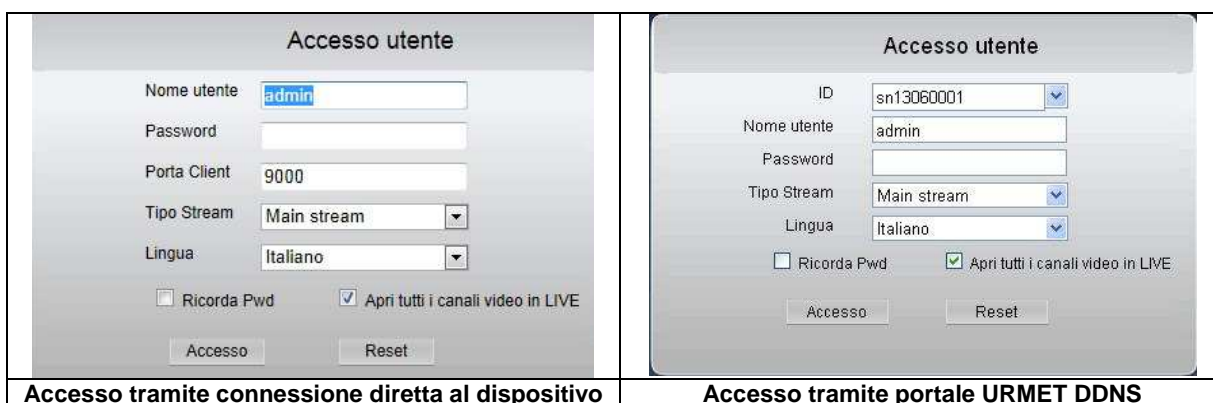 Accesso utente
Nome utente admin
Password
Porta Client 9000
Tipo Stream Main stream
Lingua Italiano
Ricorda Pwd Apri tutti i canali video in LIVE
Accesso Reset
Accesso tramite connessione diretta al dispositivo
Accesso utente
ID sn13060001
Nome utente admin
Password
Tipo Stream Main stream
Lingua Italiano
Ricorda Pwd Apri tutti i canali video in LIVE
Accesso Reset
Accesso tramite portale URMET DDNS